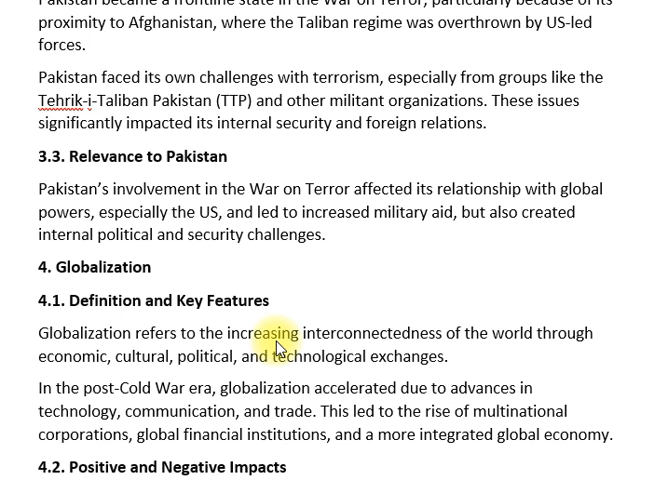 Pakistan became a frontline state in the War on Terror, particularly because of its
proximity to Afghanistan, where the Taliban regime was overthrown by US-led
forces.
Pakistan faced its own challenges with terrorism, especially from groups like the
Tehrik-i-Taliban Pakistan (TTP) and other militant organizations. These issues
significantly impacted its internal security and foreign relations.
3.3. Relevance to Pakistan
Pakistan’s involvement in the War on Terror affected its relationship with global
powers, especially the US, and led to increased military aid, but also created
internal political and security challenges.
4. Globalization
4.1. Definition and Key Features
Globalization refers to the increasing interconnectedness of the world through
economic, cultural, political, and technological exchanges.
In the post-Cold War era, globalization accelerated due to advances in
technology, communication, and trade. This led to the rise of multinational
corporations, global financial institutions, and a more integrated global economy.
4.2. Positive and Negative Impacts